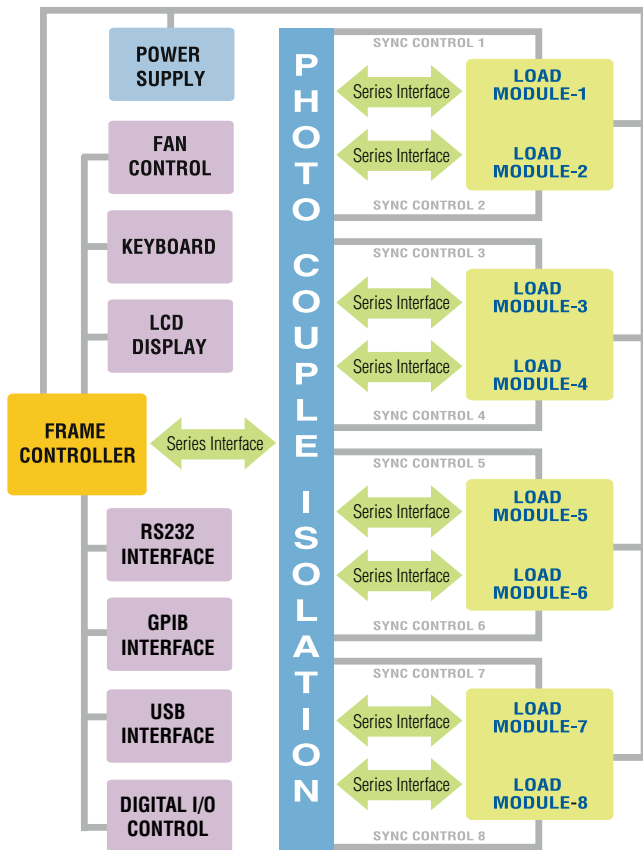 POWER
SUPPLY
FAN
CONTROL
KEYBOARD
LCD
DISPLAY
FRAME
CONTROLLER
Series Interface
RS232
INTERFACE
GPIB
INTERFACE
USB
INTERFACE
DIGITAL I/O
CONTROL
PHOTO COUPLE ISOLATION
SYNC CONTROL 1
Series Interface
LOAD
MODULE-1
Series Interface
LOAD
MODULE-2
SYNC CONTROL 2
SYNC CONTROL 3
Series Interface
LOAD
MODULE-3
Series Interface
LOAD
MODULE-4
SYNC CONTROL 4
SYNC CONTROL 5
Series Interface
LOAD
MODULE-5
Series Interface
LOAD
MODULE-6
SYNC CONTROL 6
SYNC CONTROL 7
Series Interface
LOAD
MODULE-7
Series Interface
LOAD
MODULE-8
SYNC CONTROL 8